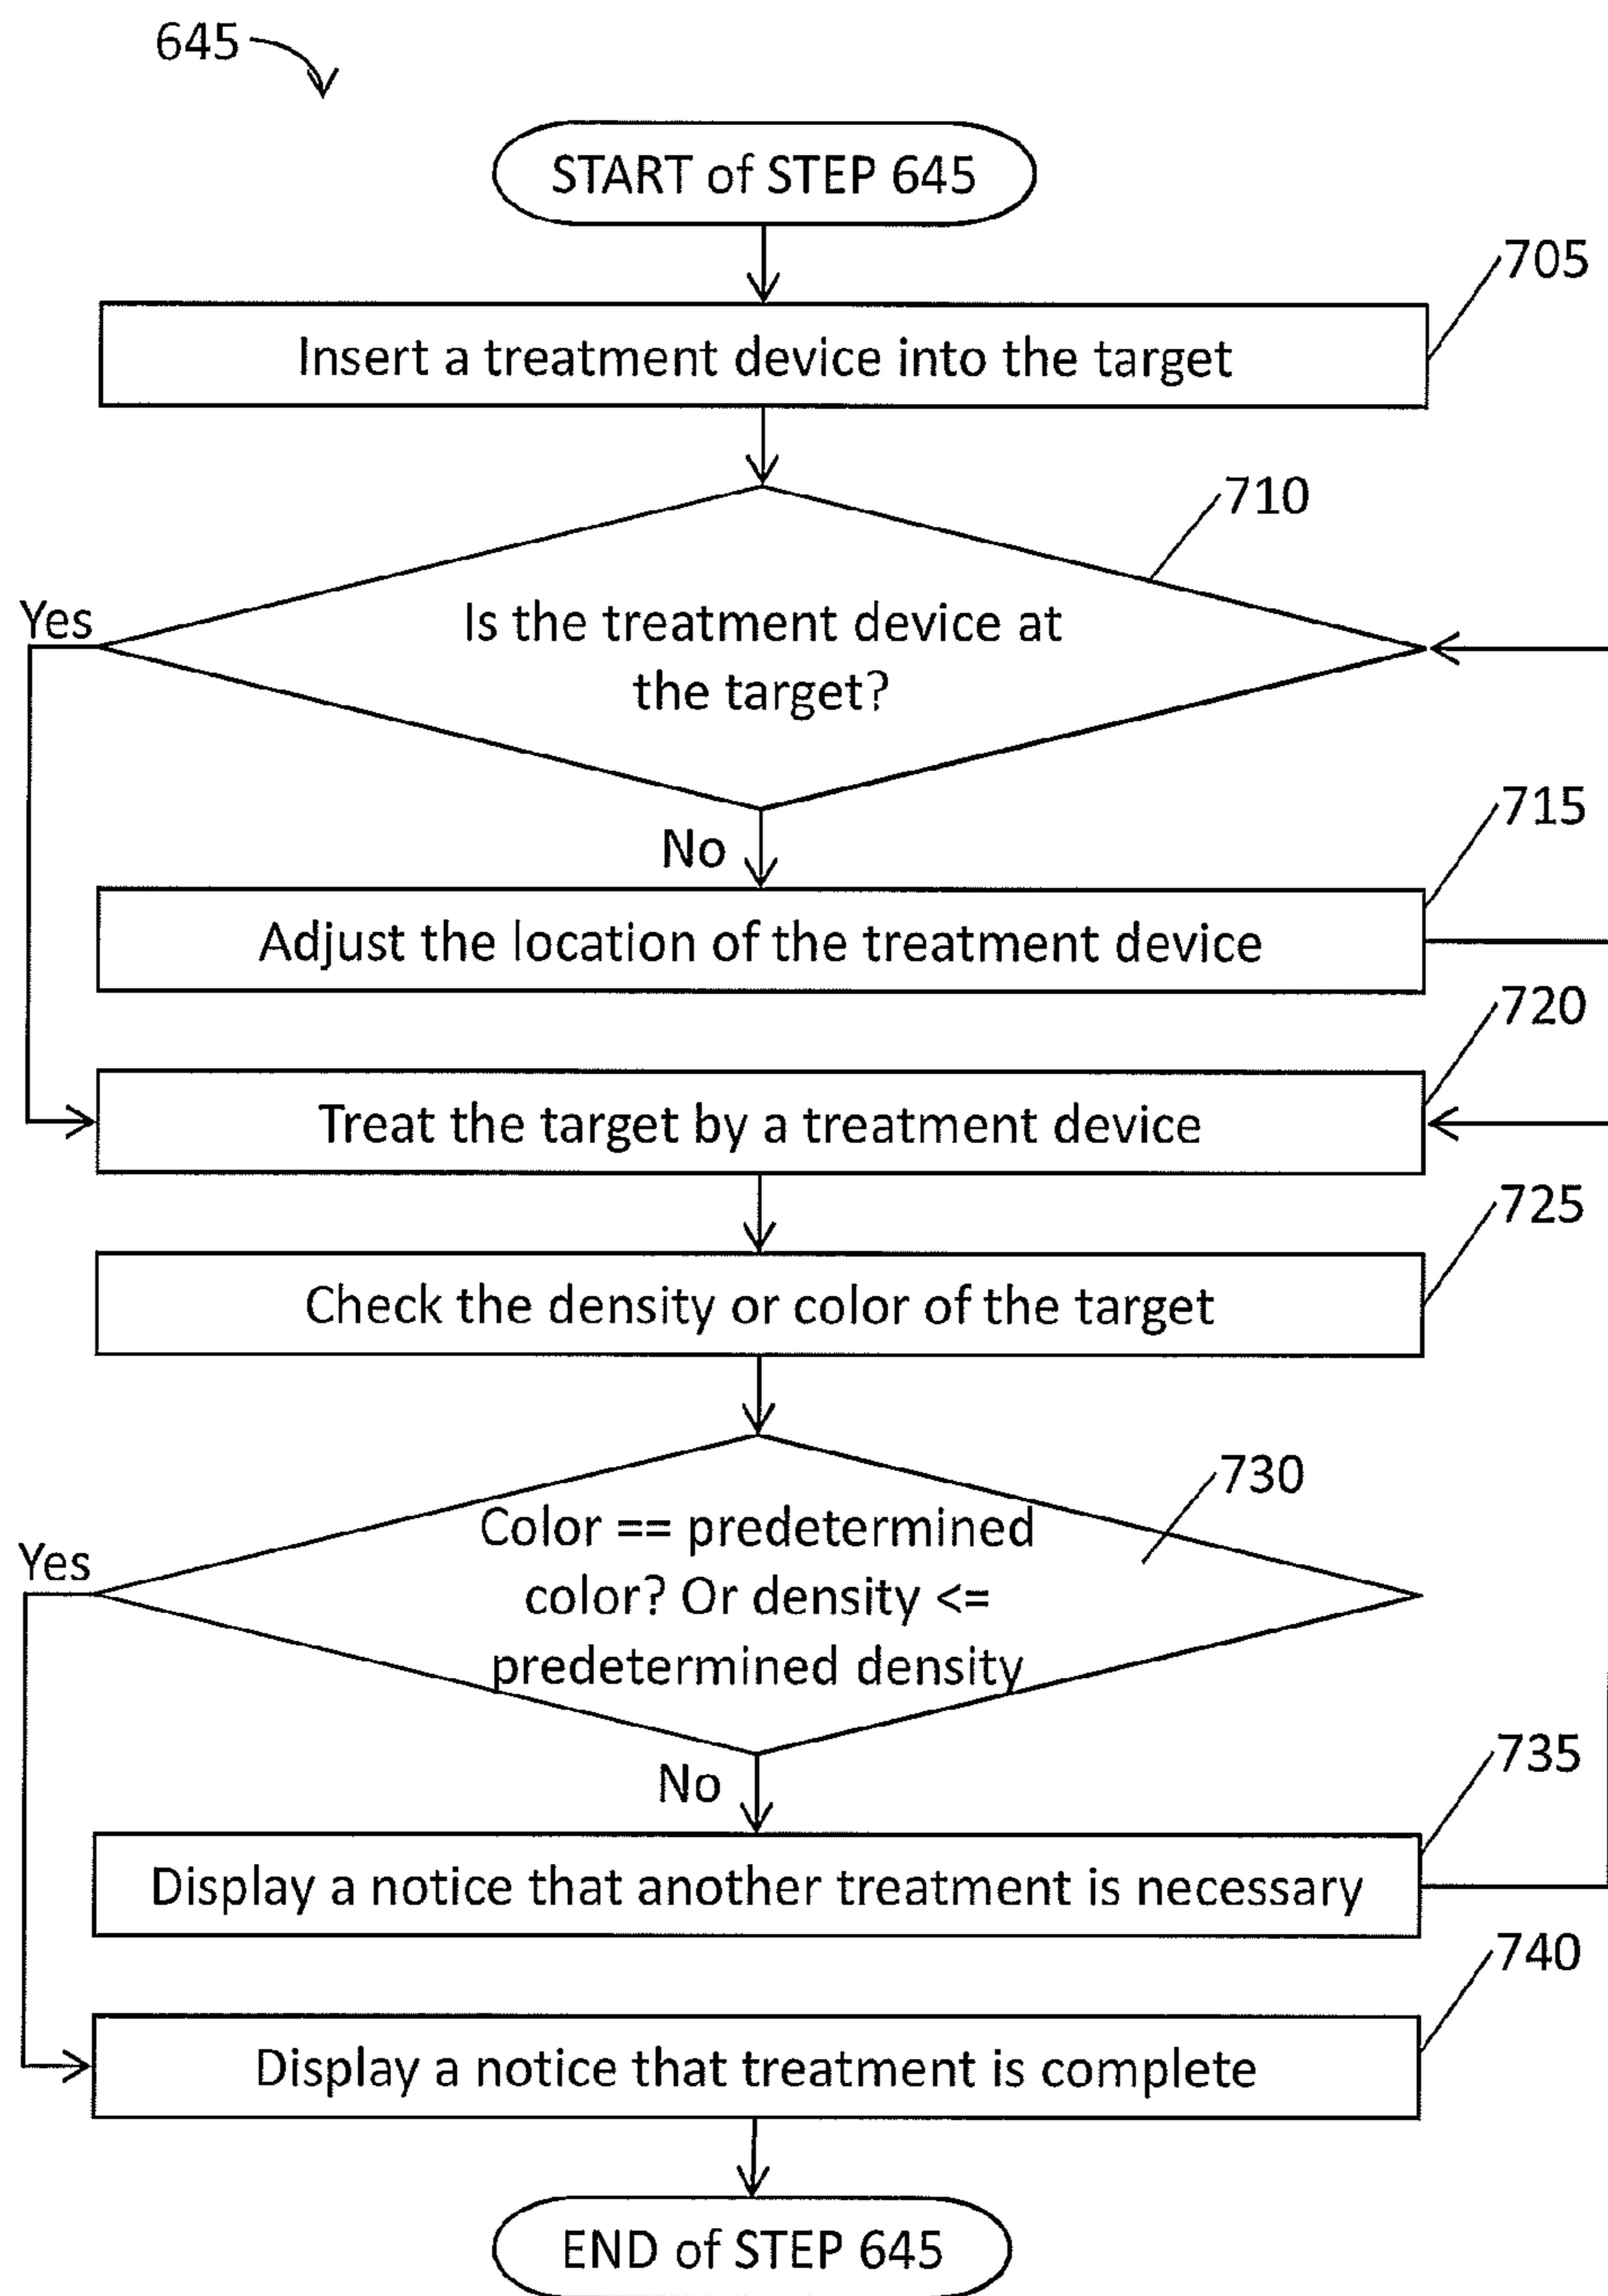 645
START of STEP 645
705
Insert a treatment device into the target
710
Yes
Is the treatment device at
the target?
No
715
Adjust the location of the treatment device
720
Treat the target by a treatment device
725
Check the density or color of the target
730
Yes
Color == predetermined
color? Or density <=
predetermined density
No
735
Display a notice that another treatment is necessary
740
Display a notice that treatment is complete
END of STEP 645